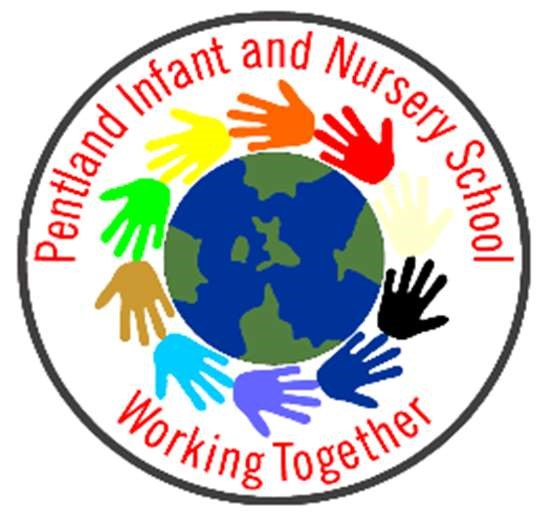 Pentland Infant and Nursery School
Working Together